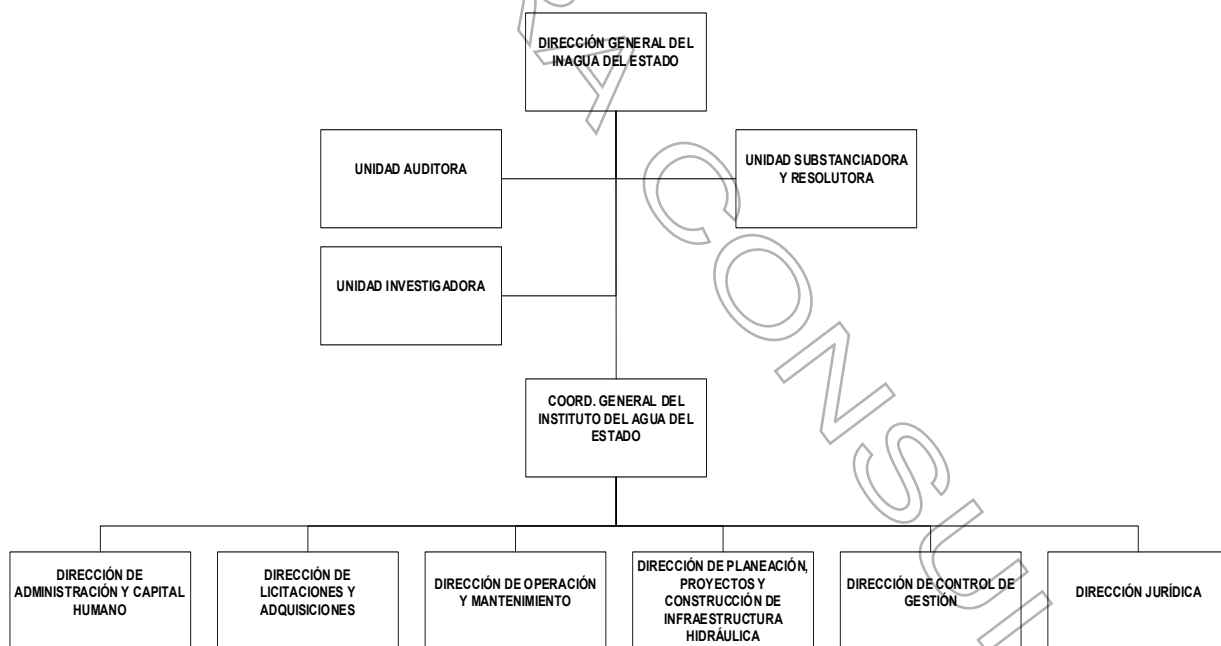 DIRECCIÓN GENERAL DEL
INAGUA DEL ESTADO
UNIDAD AUDITORA
UNIDAD SUBSTANCIADORA
Y RESOLUTORA
UNIDAD INVESTIGADORA
COORD. GENERAL DEL
INSTITUTO DEL AGUA DEL
ESTADO
DIRECCIÓN DE
ADMINISTRACIÓN Y CAPITAL
HUMANO
DIRECCIÓN DE
LICITACIONES Y
ADQUISICIONES
DIRECCIÓN DE OPERACIÓN
Y MANTENIMIENTO
DIRECCIÓN DE PLANEACIÓN,
PROYECTOS Y
CONSTRUCCIÓN DE
INFRAESTRUCTURA
HIDRÁULICA
DIRECCIÓN DE CONTROL DE
GESTIÓN
DIRECCIÓN JURÍDICA
RA CONSUL